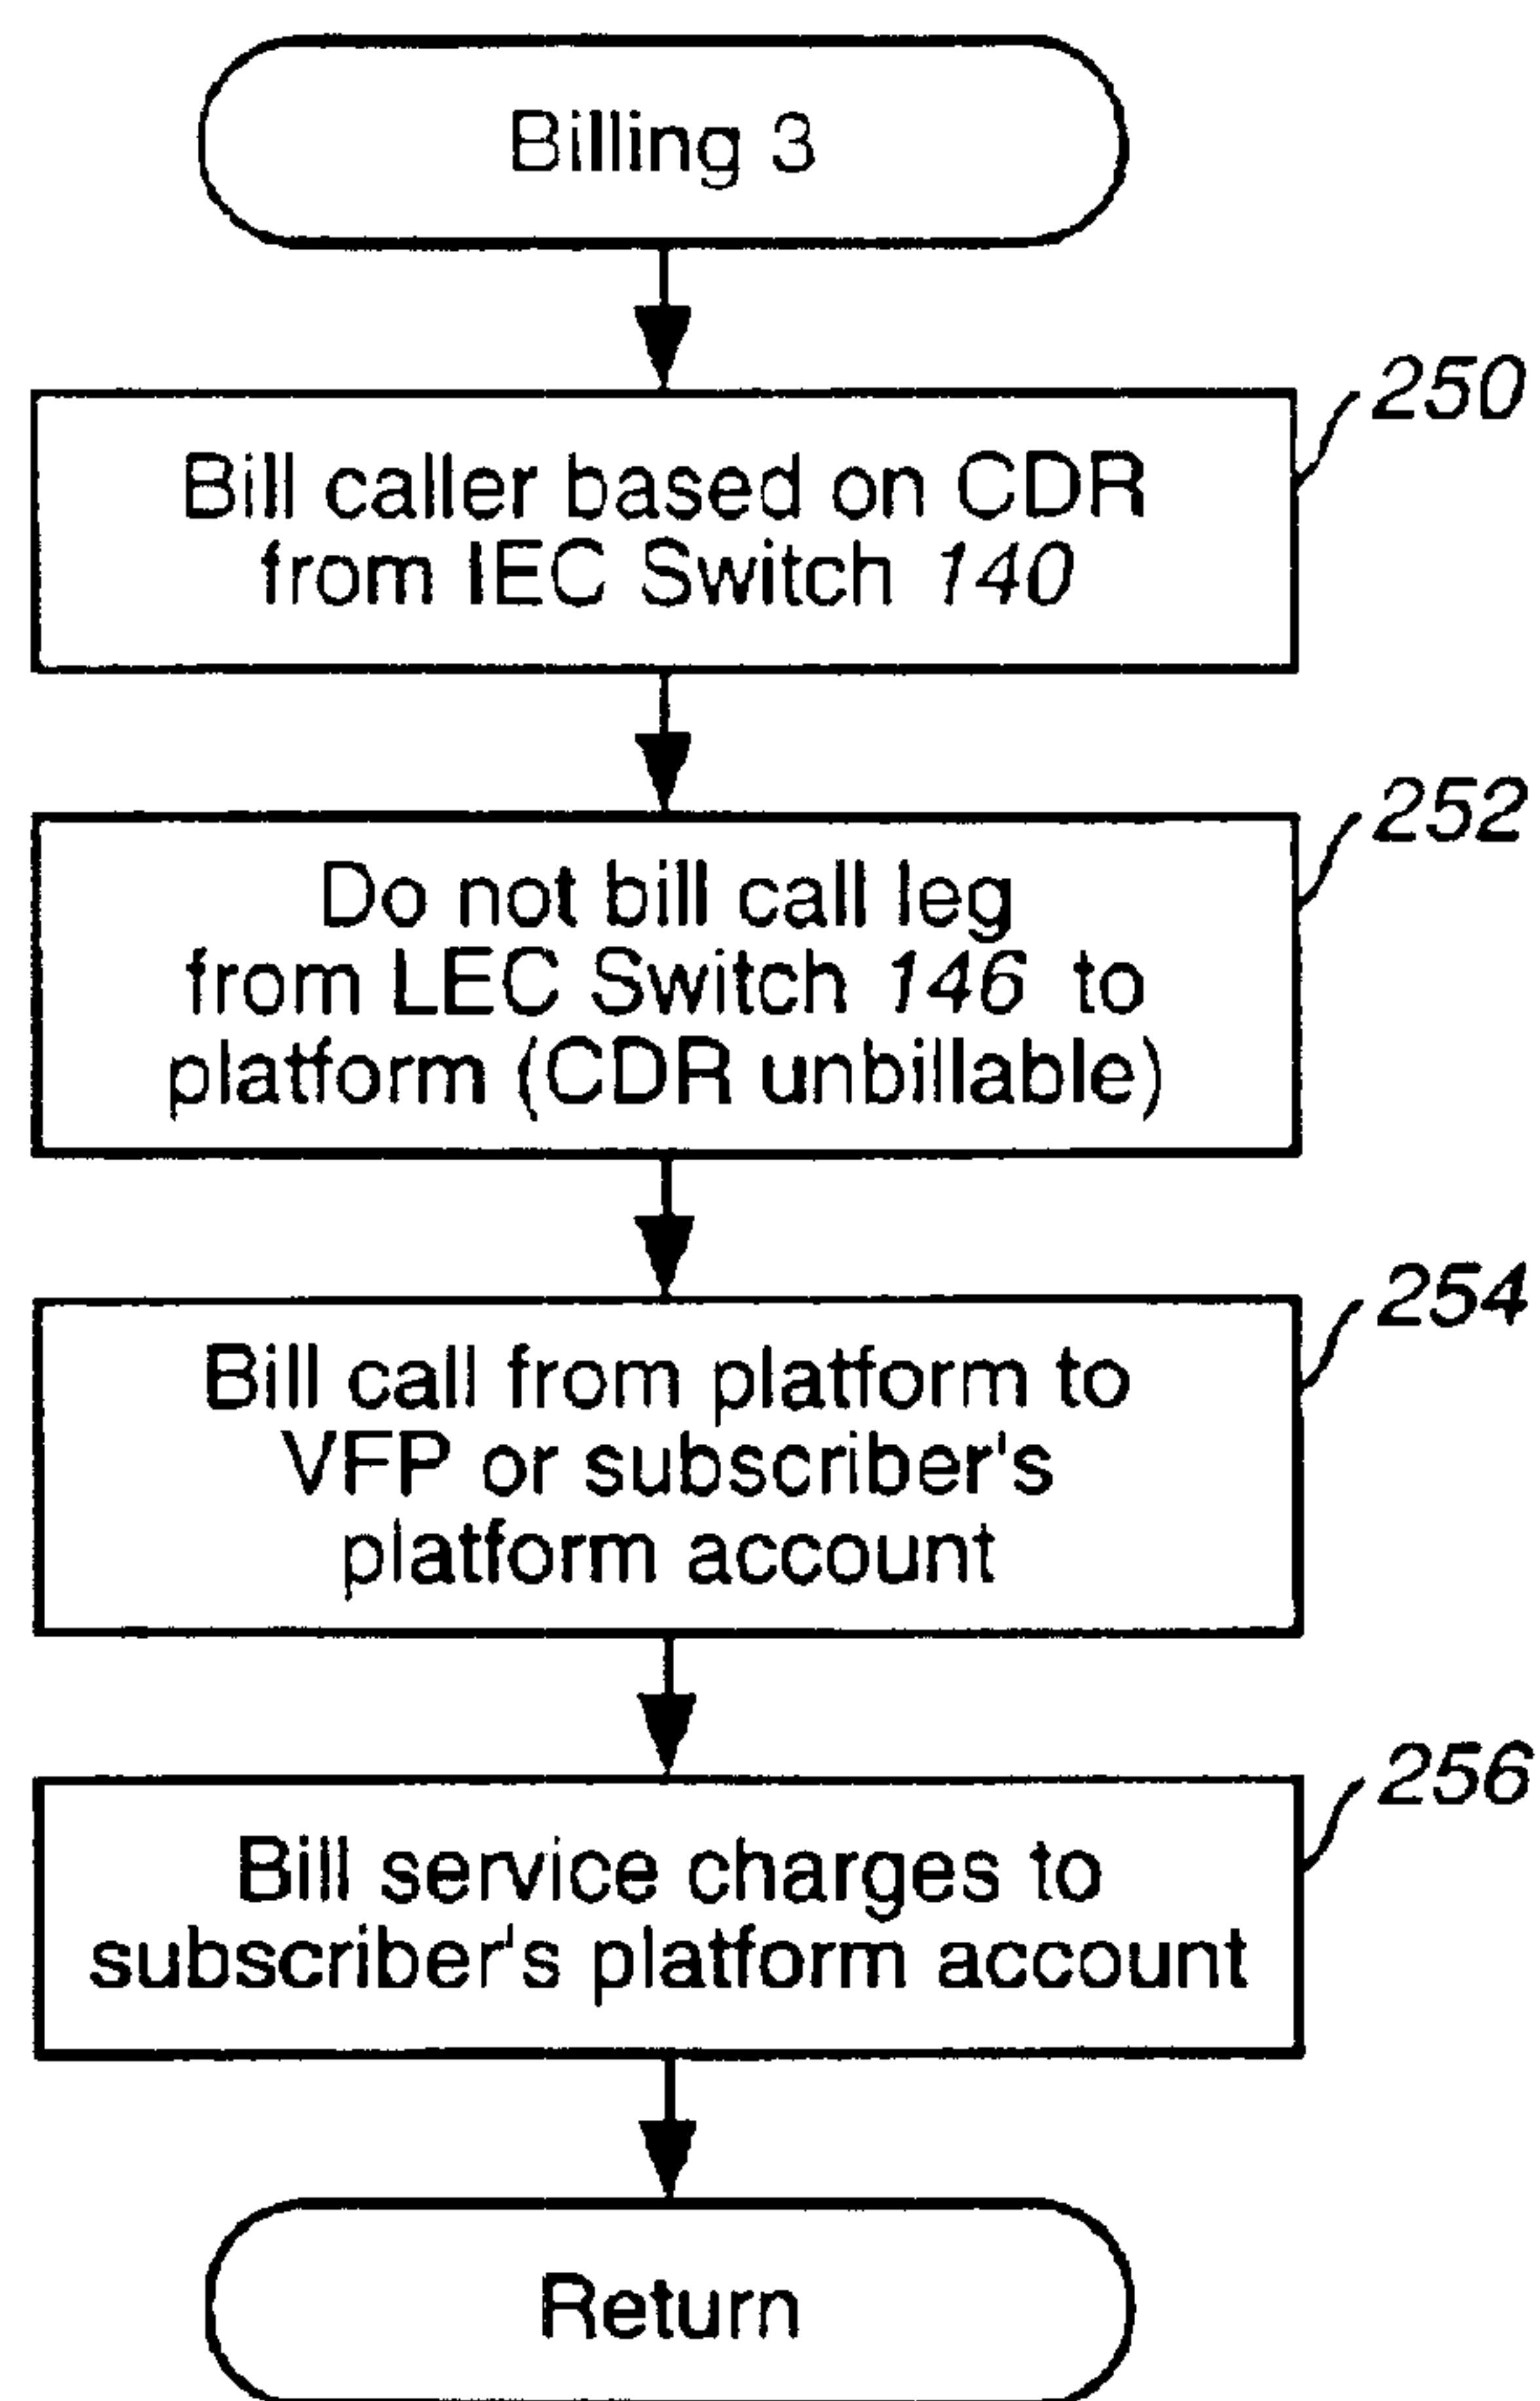 Billing 3
250
Bill caller based on CDR
from IEC Switch 140
252
Do not bill call leg
from LEC Switch 146 to
platform (CDR unbillable)
254
Bill call from platform to
VFP or subscriber's
platform account
256
Bill service charges to
subscriber's platform account
Return